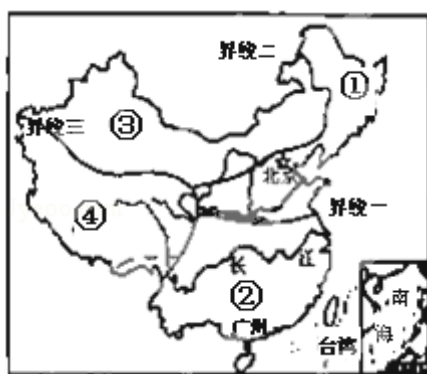 界线二
①
界线三
③
北京
④
界线一
长 江
②
广州
台湾
南
海